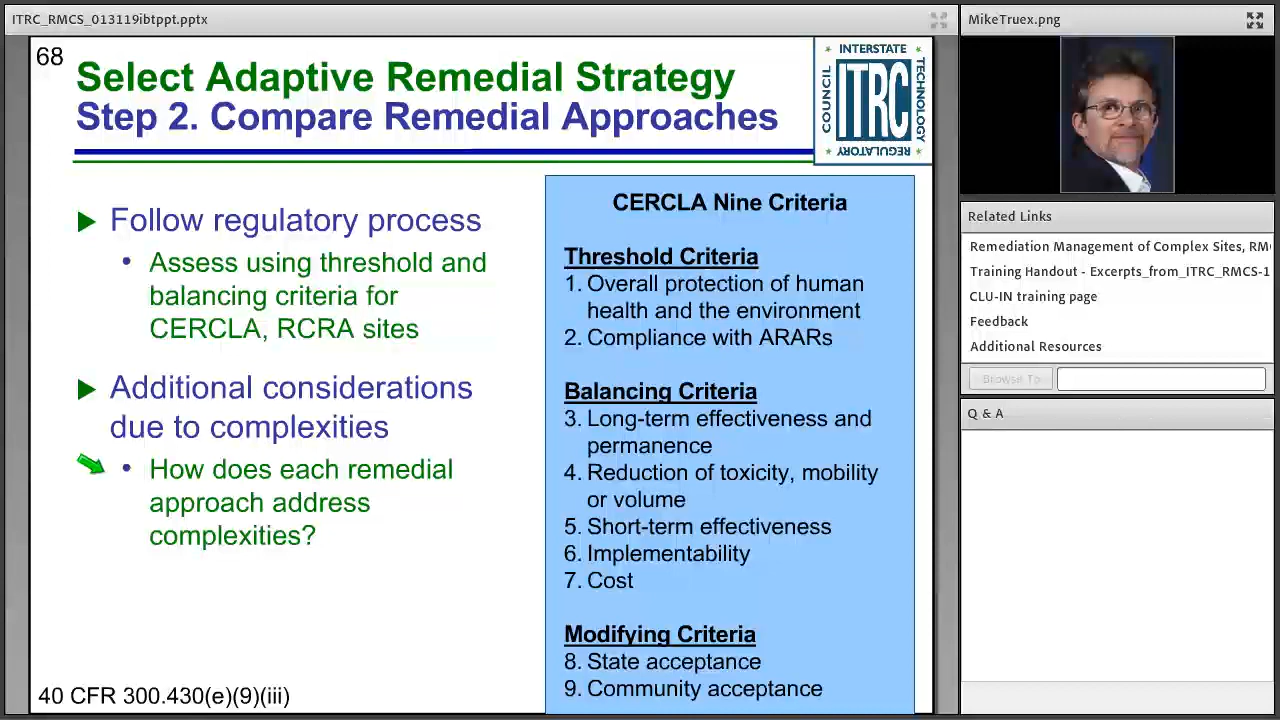 ITRC_RMCS_013119ibtppt.pptx
68
Select Adaptive Remedial Strategy
Step 2. Compare Remedial Approaches
INTERSTATE
COUNCIL
ITRC
TECHNOLOGY
REGULATORY
▶ Follow regulatory process
• Assess using threshold and
balancing criteria for
CERCLA, RCRA sites
▶ Additional considerations
due to complexities
• How does each remedial
approach address
complexities?
40 CFR 300.430(e)(9)(iii)
CERCLA Nine Criteria
Threshold Criteria
1. Overall protection of human
health and the environment
2. Compliance with ARARs
Balancing Criteria
3. Long-term effectiveness and
permanence
4. Reduction of toxicity, mobility
or volume
5. Short-term effectiveness
6. Implementability
7. Cost
Modifying Criteria
8. State acceptance
9. Community acceptance
MikeTruex.png
Related Links
Remediation Management of Complex Sites, RM
Training Handout - Excerpts_from_ITRC_RMCS-1
CLU-IN training page
Feedback
Additional Resources
Browse To
Q & A